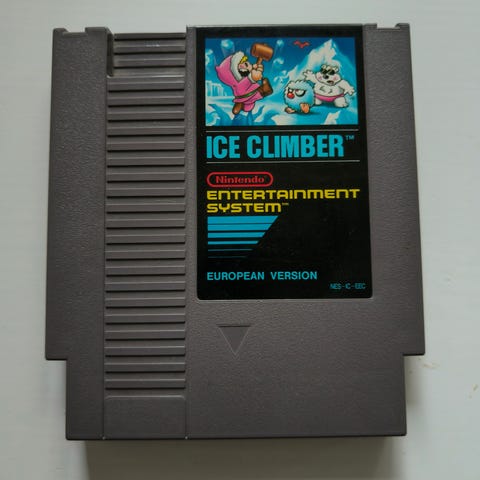 ICE CLIMBER™
Nintendo®
ENTERTAINMENT
SYSTEM™
EUROPEAN VERSION
NES-IC-EEC